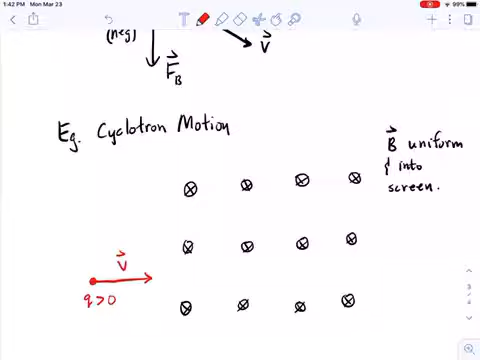 1:42 PM Mon Mar 23
99%
(neg)
F⃗B
v⃗
Eg. Cyclotron Motion
B⃗ uniform
& into
screen.
v⃗
q > 0